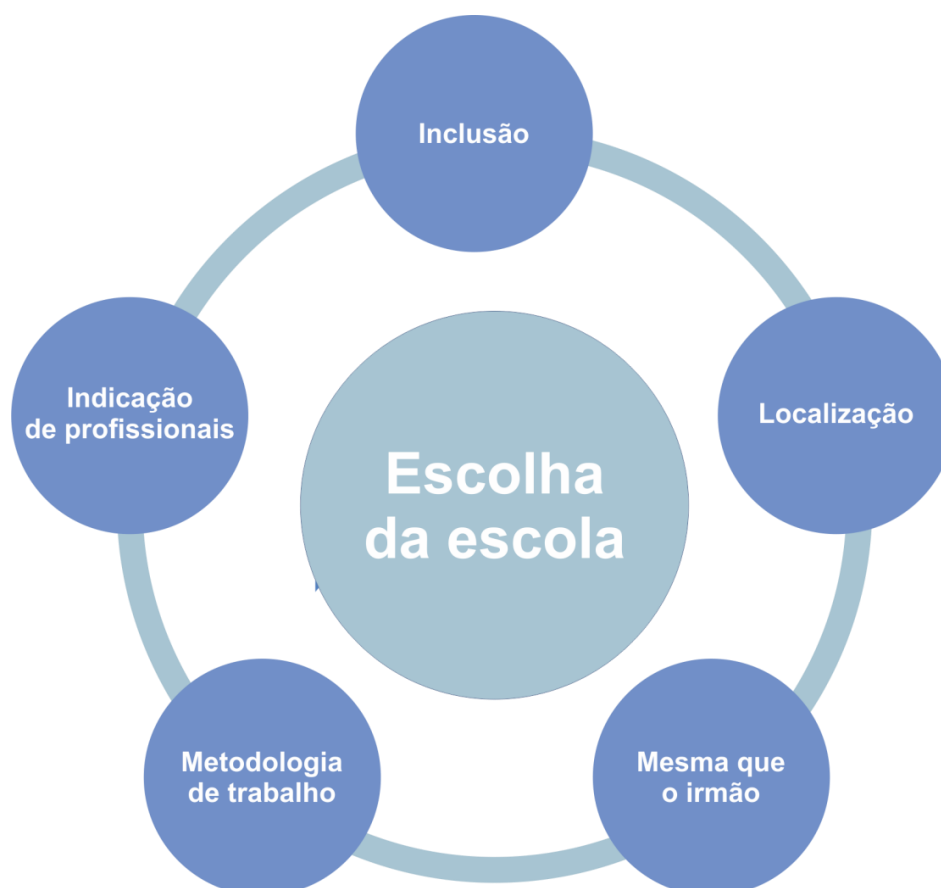 Inclusão
Indicação
de profissionais
Localização
Escolha
da escola
Metodologia
de trabalho
Mesma que
o irmão